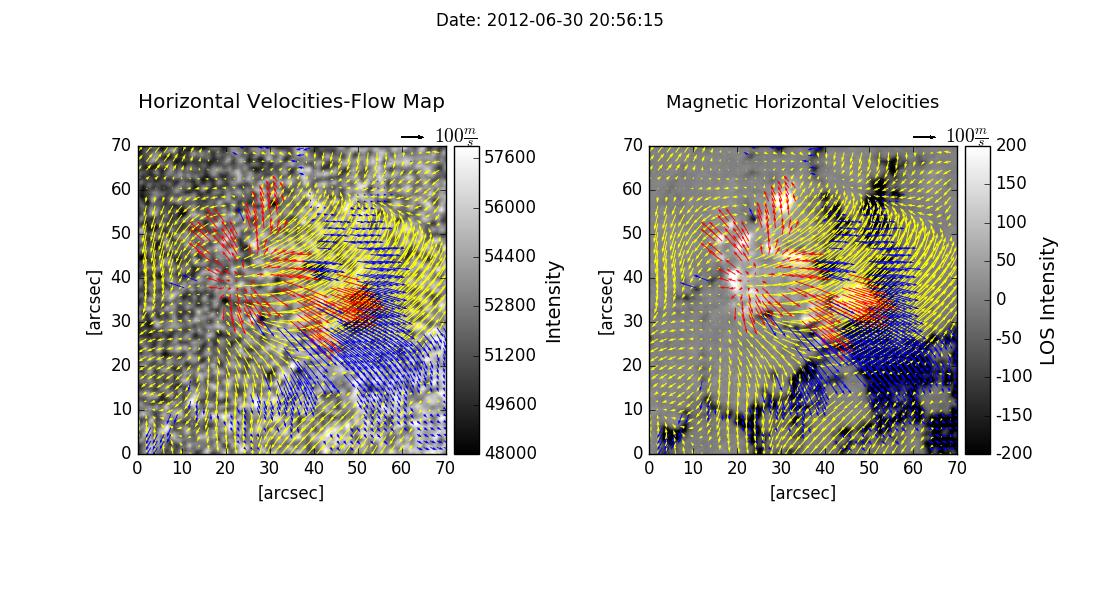 Date: 2012-06-30 20:56:15
Horizontal Velocities-Flow Map
100 m/s
70
60
50
40
30
20
10
0
[arcsec]
0 10 20 30 40 50 60 70
[arcsec]
57600
56000
54400
52800
51200
49600
48000
Intensity
Magnetic Horizontal Velocities
100 m/s
70
60
50
40
30
20
10
0
[arcsec]
0 10 20 30 40 50 60 70
[arcsec]
200
150
100
50
0
-50
-100
-150
-200
LOS Intensity